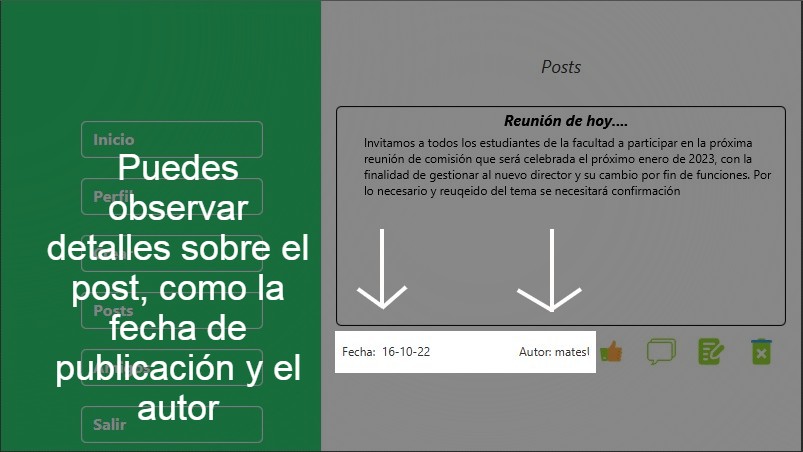 Posts
Reunión de hoy....
Invitamos a todos los estudiantes de la facultad a participar en la próxima
reunión de comisión que será celebrada el próximo enero de 2023, con la
finalidad de gestionar al nuevo director y su cambio por fin de funciones. Por
lo necesario y reuqeido del tema se necesitará confirmación
Fecha: 16-10-22
Autor: matesl
Inicio
Perfil
Posts
Salir
Puedes
observar
detalles sobre el
post, como la
fecha de
publicación y el
autor